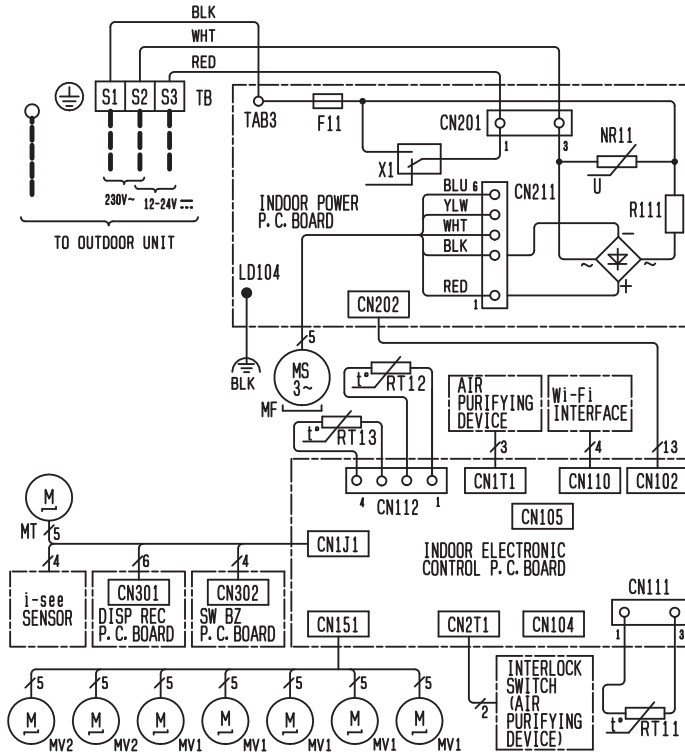 BLK
WHT
RED
S1 S2 S3 TB
TAB3
F11
CN201
1
3
NR11
U
X1
230V~
12-24V
TO OUTDOOR UNIT
INDOOR POWER
P.C.BOARD
BLU 6
YLW
WHT
BLK
RED
1
CN211
R111
~
~
−
+
LD104
BLK
CN202
5
MS
3~
MF
t°
RT12
t°
RT13
AIR
PURIFYING
DEVICE
Wi-Fi
INTERFACE
3
4
13
4
CN112
1
CN1T1
CN110
CN102
CN105
M
MT
5
CN1J1
INDOOR ELECTRONIC
CONTROL P.C.BOARD
4
6
4
i-see
SENSOR
CN301
DISP REC
P.C.BOARD
CN302
SW BZ
P.C.BOARD
CN151
CN2T1
CN104
CN111
1
3
2
INTERLOCK
SWITCH
(AIR
PURIFYING
DEVICE)
t°
RT11
5 5 5 5 5 5 5
M M M M M M M
MV2 MV2 MV1 MV1 MV1 MV1 MV1